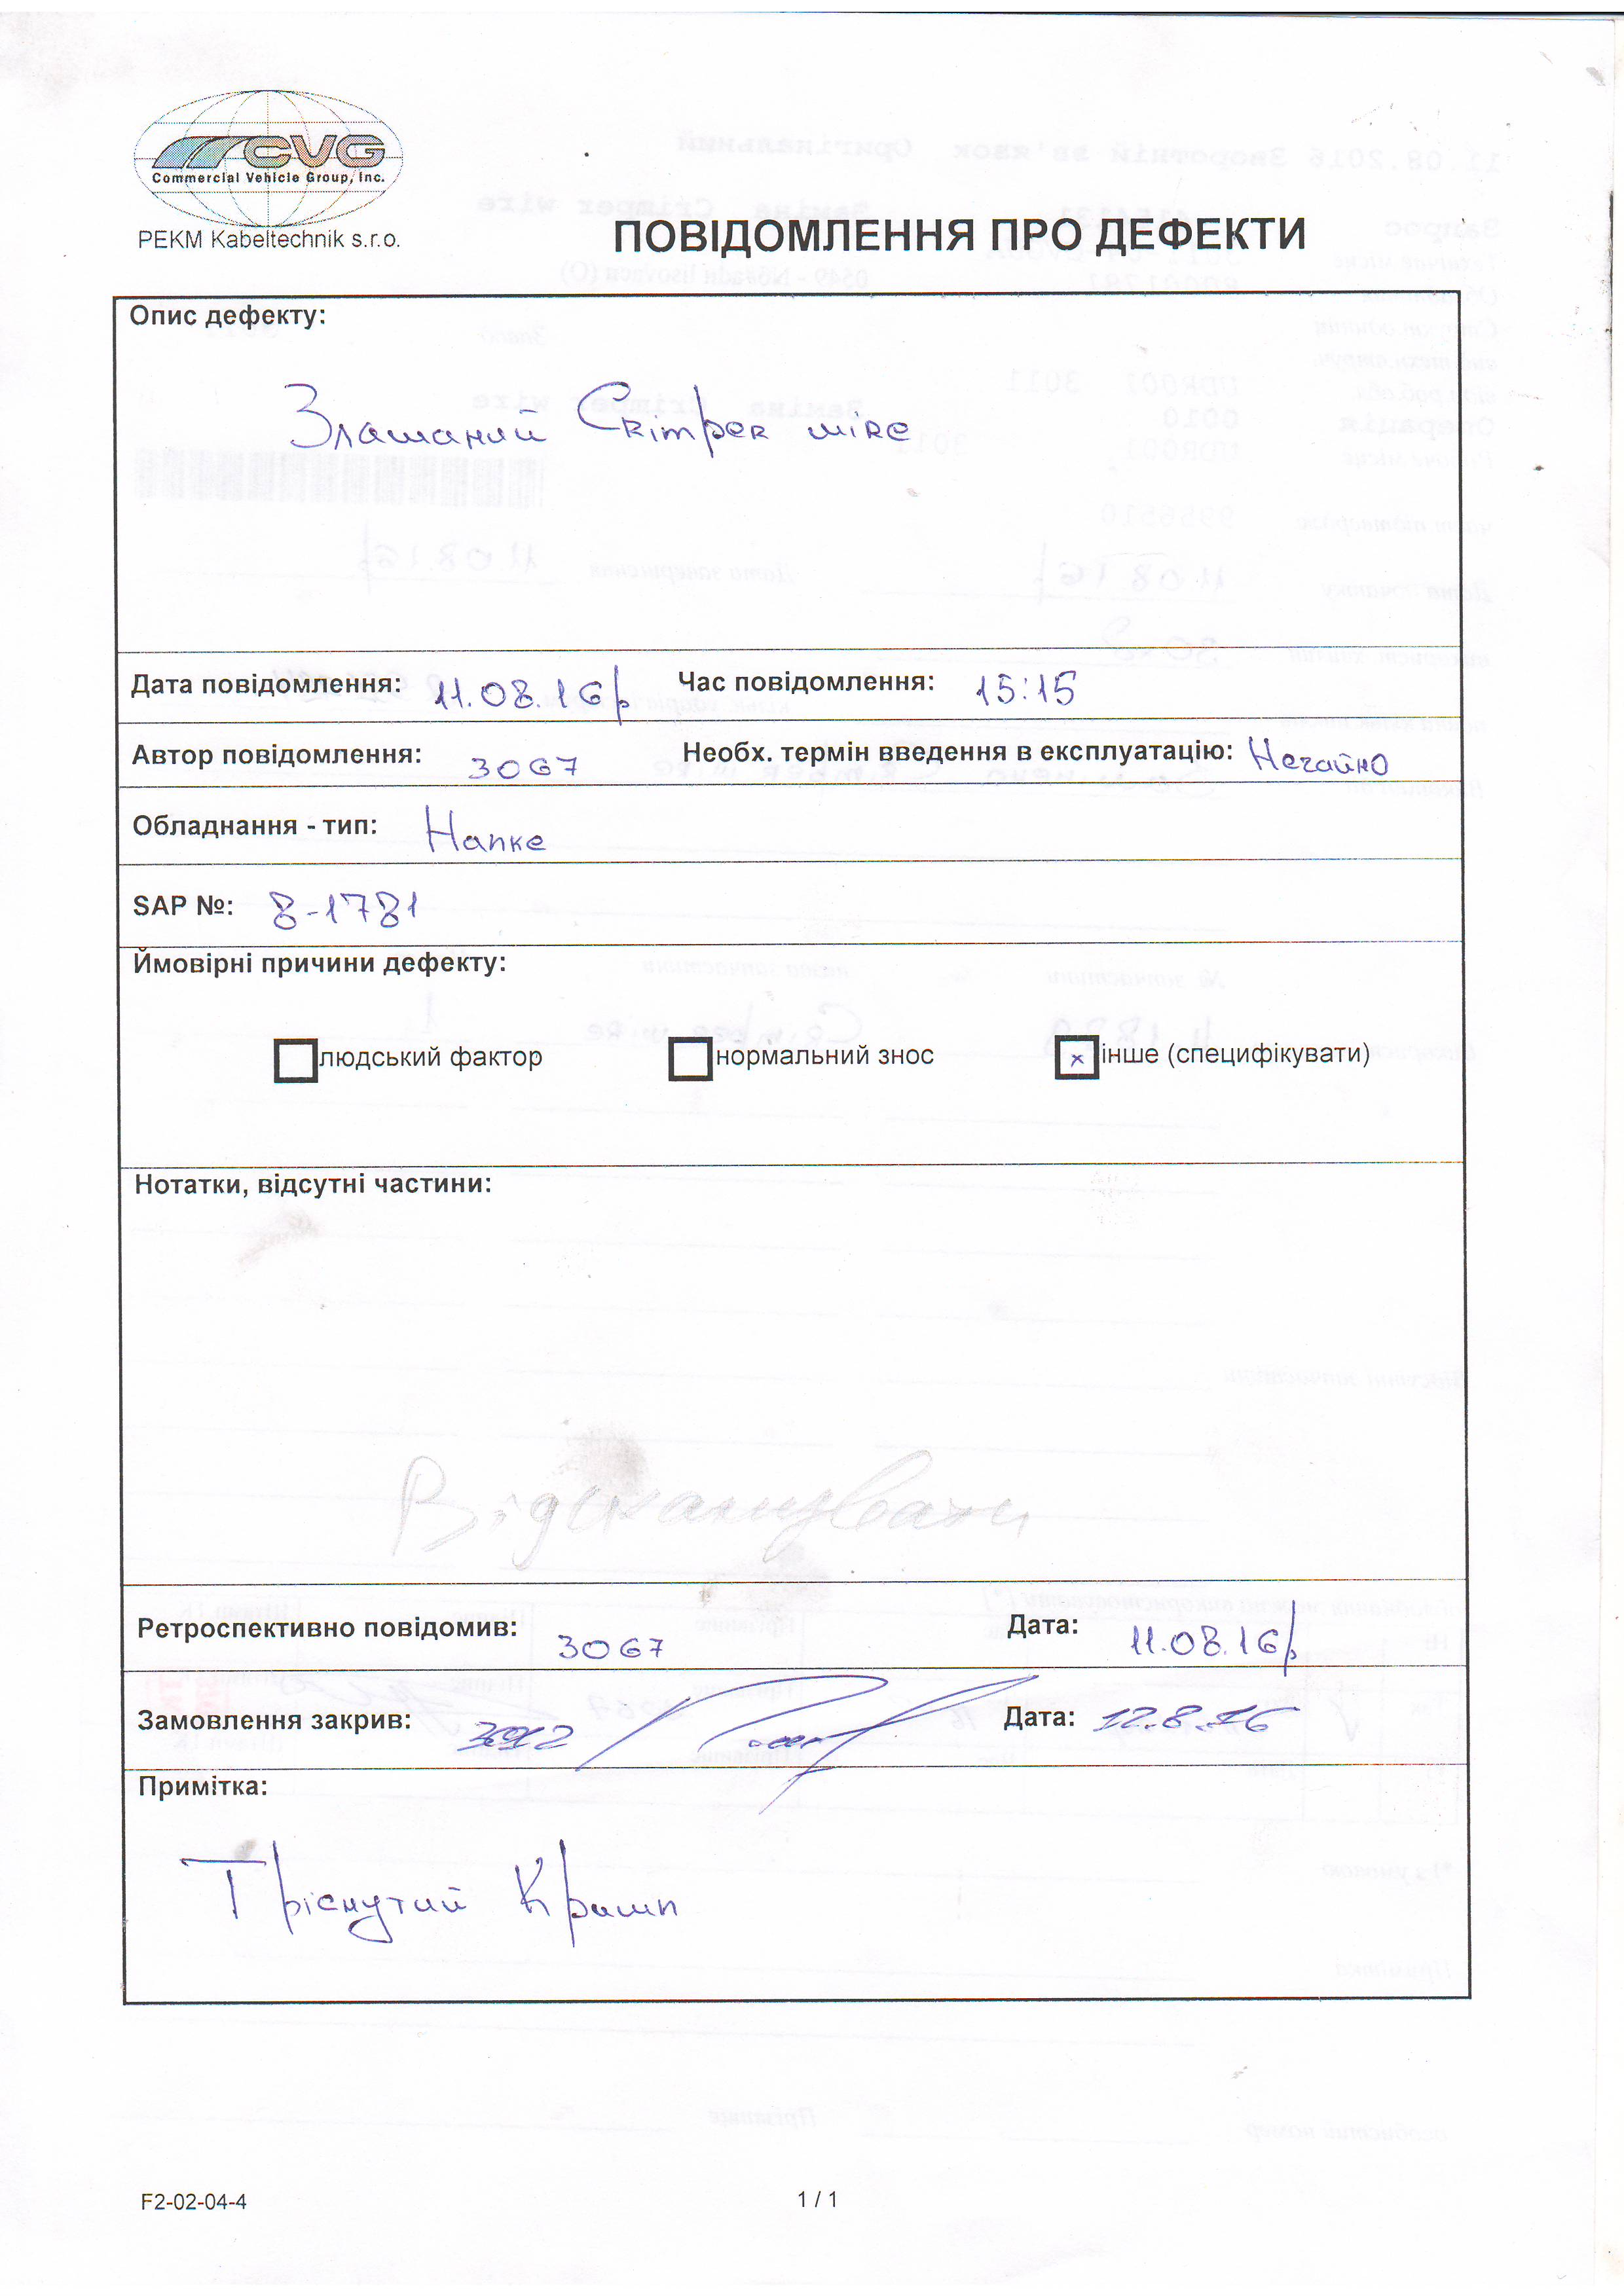 CVG
Commercial Vehicle Group, Inc.
PEKM Kabeltechnik s.r.o.
ПОВІДОМЛЕННЯ ПРО ДЕФЕКТИ
Опис дефекту:
Зламаний Crimper wire
Дата повідомлення: 11.08.16р Час повідомлення: 15:15
Автор повідомлення: 3067 Необх. термін введення в експлуатацію: Негайно
Обладнання - тип: Hanke
SAP №: 8-1781
Ймовірні причини дефекту:
людський фактор нормальний знос x інше (специфікувати)
Нотатки, відсутні частини:
Відсканувати
Ретроспективно повідомив: 3067 Дата: 11.08.16р
Замовлення закрив: Дата: 12.8.16
Примітка:
Тріснутий Кримп
F2-02-04-4 1 / 1